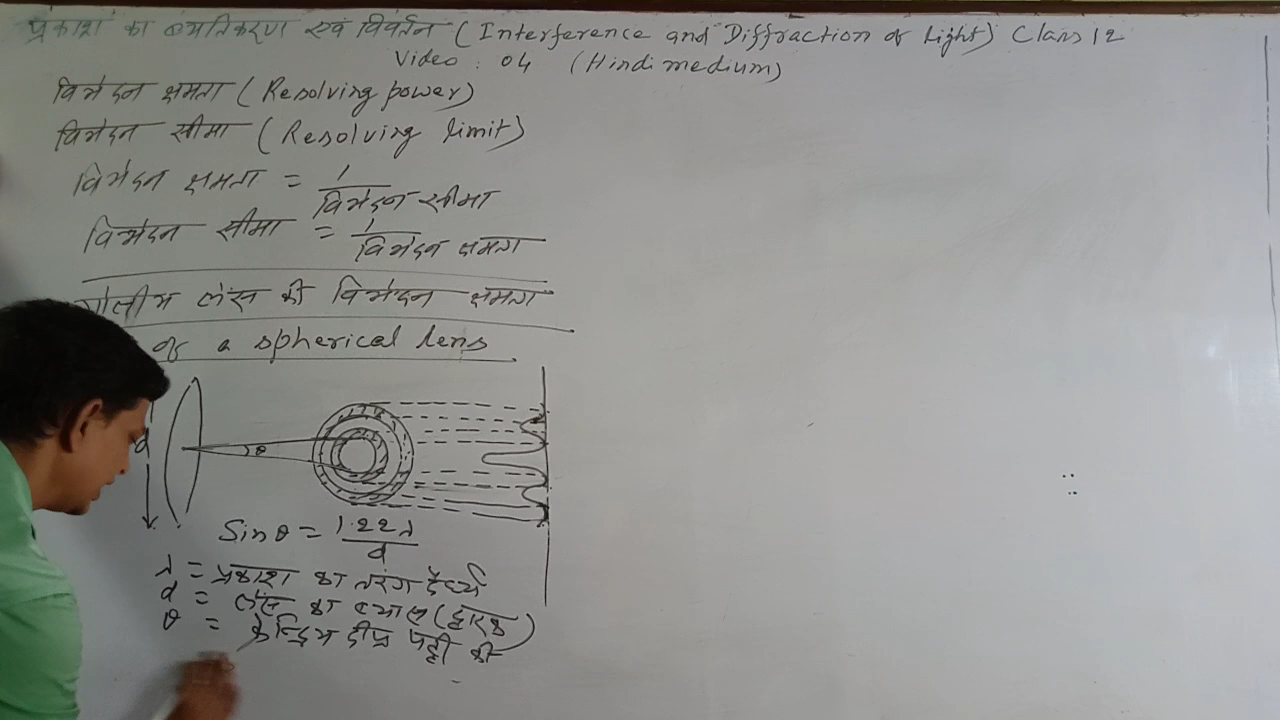 प्रकाश का व्यतिकरण एवं विवर्तन (Interference and Diffraction of Light) Class 12
Video : 04 (Hindi medium)
विभेदन क्षमता (Resolving power)
विभेदन सीमा (Resolving limit)
विभेदन क्षमता = 1/विभेदन सीमा
विभेदन सीमा = 1/विभेदन क्षमता
गोलीय लेंस की विभेदन क्षमता
of a spherical lens
d
θ
Sinθ = 1.22λ/d
λ = प्रकाश का तरंग दैर्ध्य
d = लेंस का व्यास (द्वारक)
θ = केन्द्रिय दीप्त पट्टी की